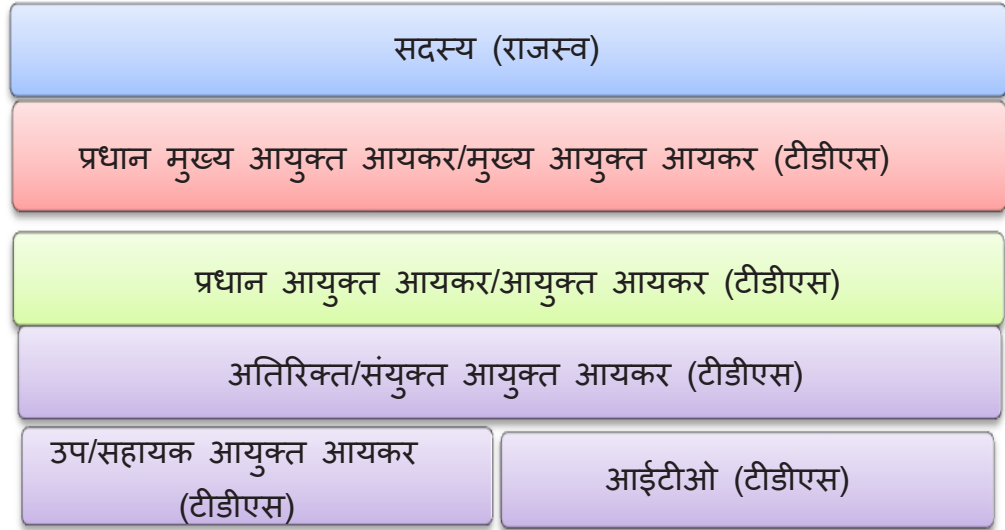 सदस्य (राजस्व)
प्रधान मुख्य आयुक्त आयकर/मुख्य आयुक्त आयकर (टीडीएस)
प्रधान आयुक्त आयकर/आयुक्त आयकर (टीडीएस)
अतिरिक्त/संयुक्त आयुक्त आयकर (टीडीएस)
उप/सहायक आयुक्त आयकर
(टीडीएस)
आईटीओ (टीडीएस)